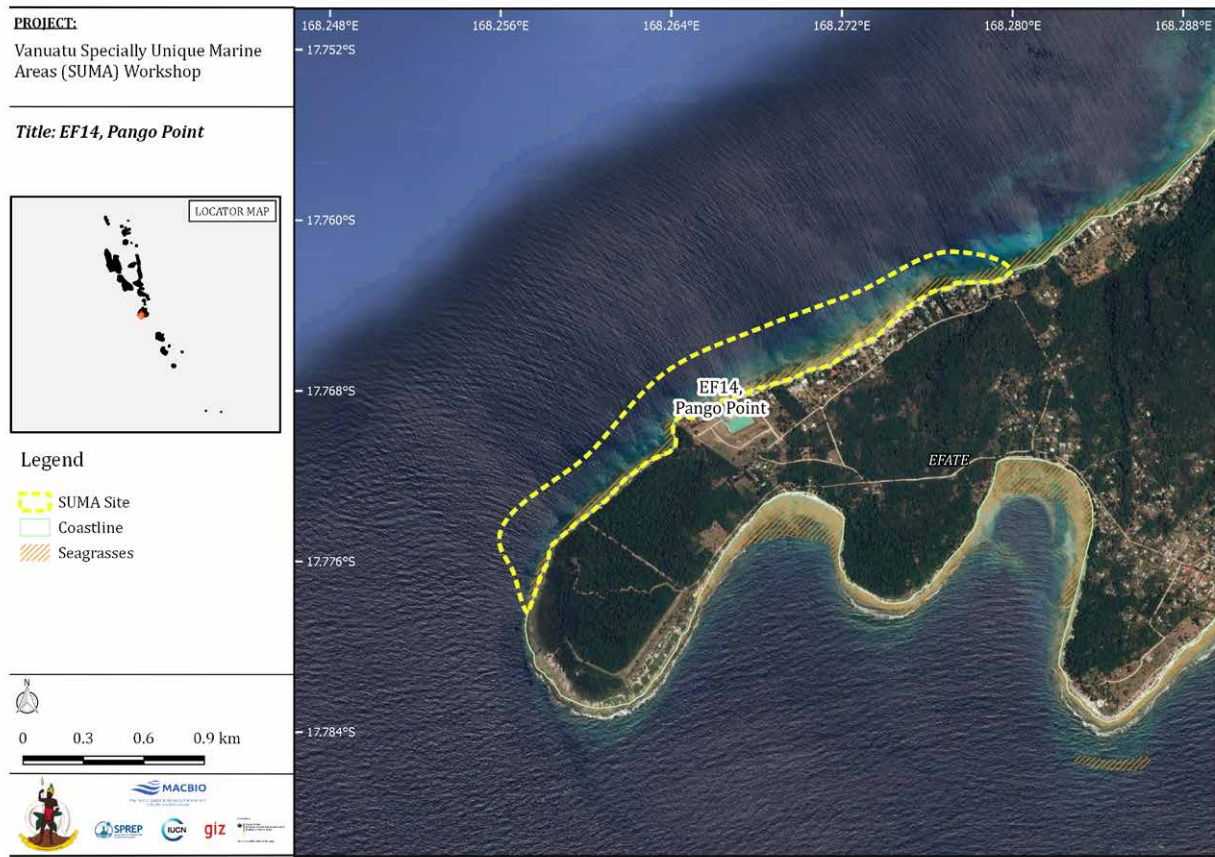 PROJECT:
Vanuatu Specially Unique Marine
Areas (SUMA) Workshop
Title: EF14, Pango Point
LOCATOR MAP
Legend
SUMA Site
Coastline
Seagrasses
N
0 0.3 0.6 0.9 km
MACBIO
SPREP
IUCN
giz
168.248°E 168.256°E 168.264°E 168.272°E 168.280°E 168.288°E
17.752°S
17.760°S
17.768°S
17.776°S
17.784°S
EF14,
Pango Point
EFATE